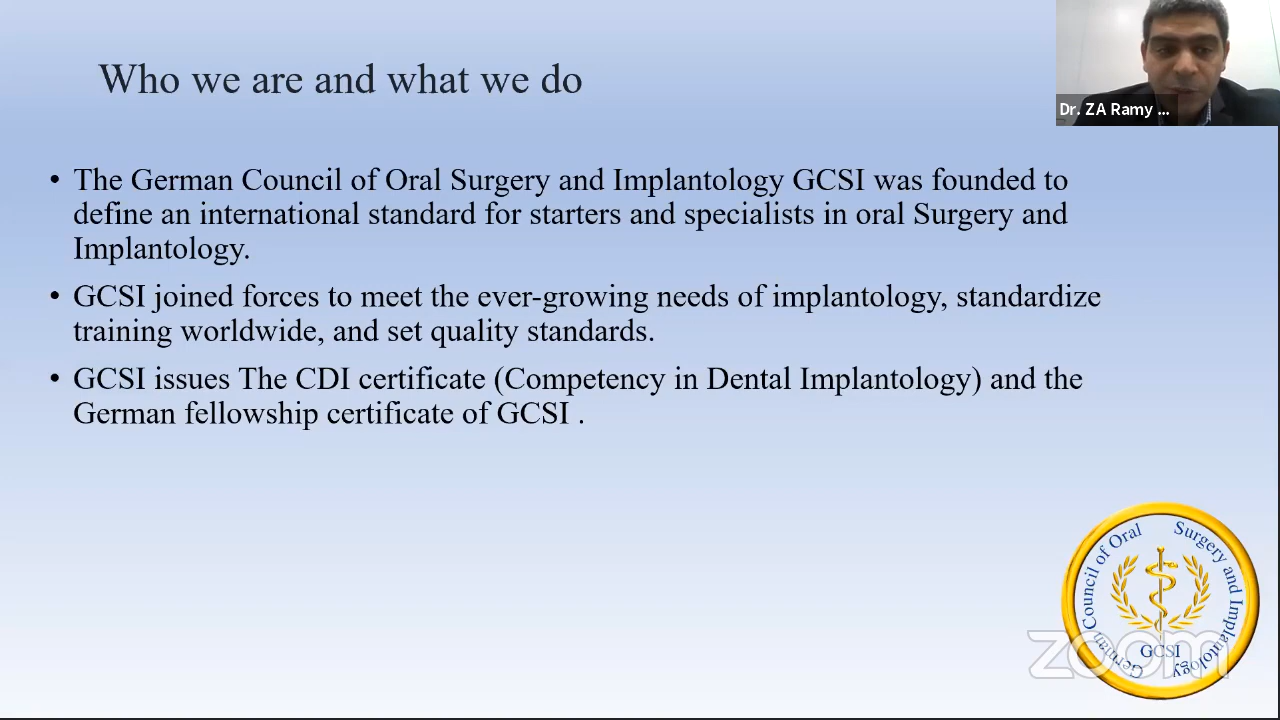 Who we are and what we do
Dr. ZA Ramy ...
• The German Council of Oral Surgery and Implantology GCSI was founded to
define an international standard for starters and specialists in oral Surgery and
Implantology.
• GCSI joined forces to meet the ever-growing needs of implantology, standardize
training worldwide, and set quality standards.
• GCSI issues The CDI certificate (Competency in Dental Implantology) and the
German fellowship certificate of GCSI .
German Council of Oral Surgery and Implantology
GCSI
zoom